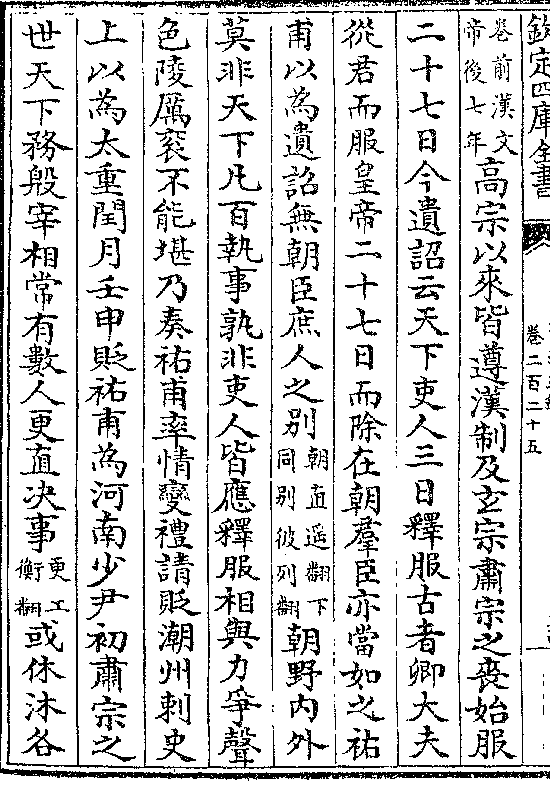 欽定四庫全書
卷二百二十五
卷前漢文帝後七年高宗以來皆遵漢制及玄宗肅宗之喪始服
二十七日今遺詔云天下吏人三日釋服古者卿大夫
從君而服皇帝二十七日而除在朝羣臣亦當如之祐
甫以為遺詔無朝臣庶人之別朝直遥翻下同別彼列翻朝野內外
莫非天下凡百執事孰非吏人皆應釋服相與力爭聲
色陵厲衮不能堪乃奏祐甫率情變禮請貶潮州刺史
上以為太重閏月壬申貶祐甫為河南少尹初肅宗之
世天下務殷宰相常有數人更直决事更工衡翻或休沐各